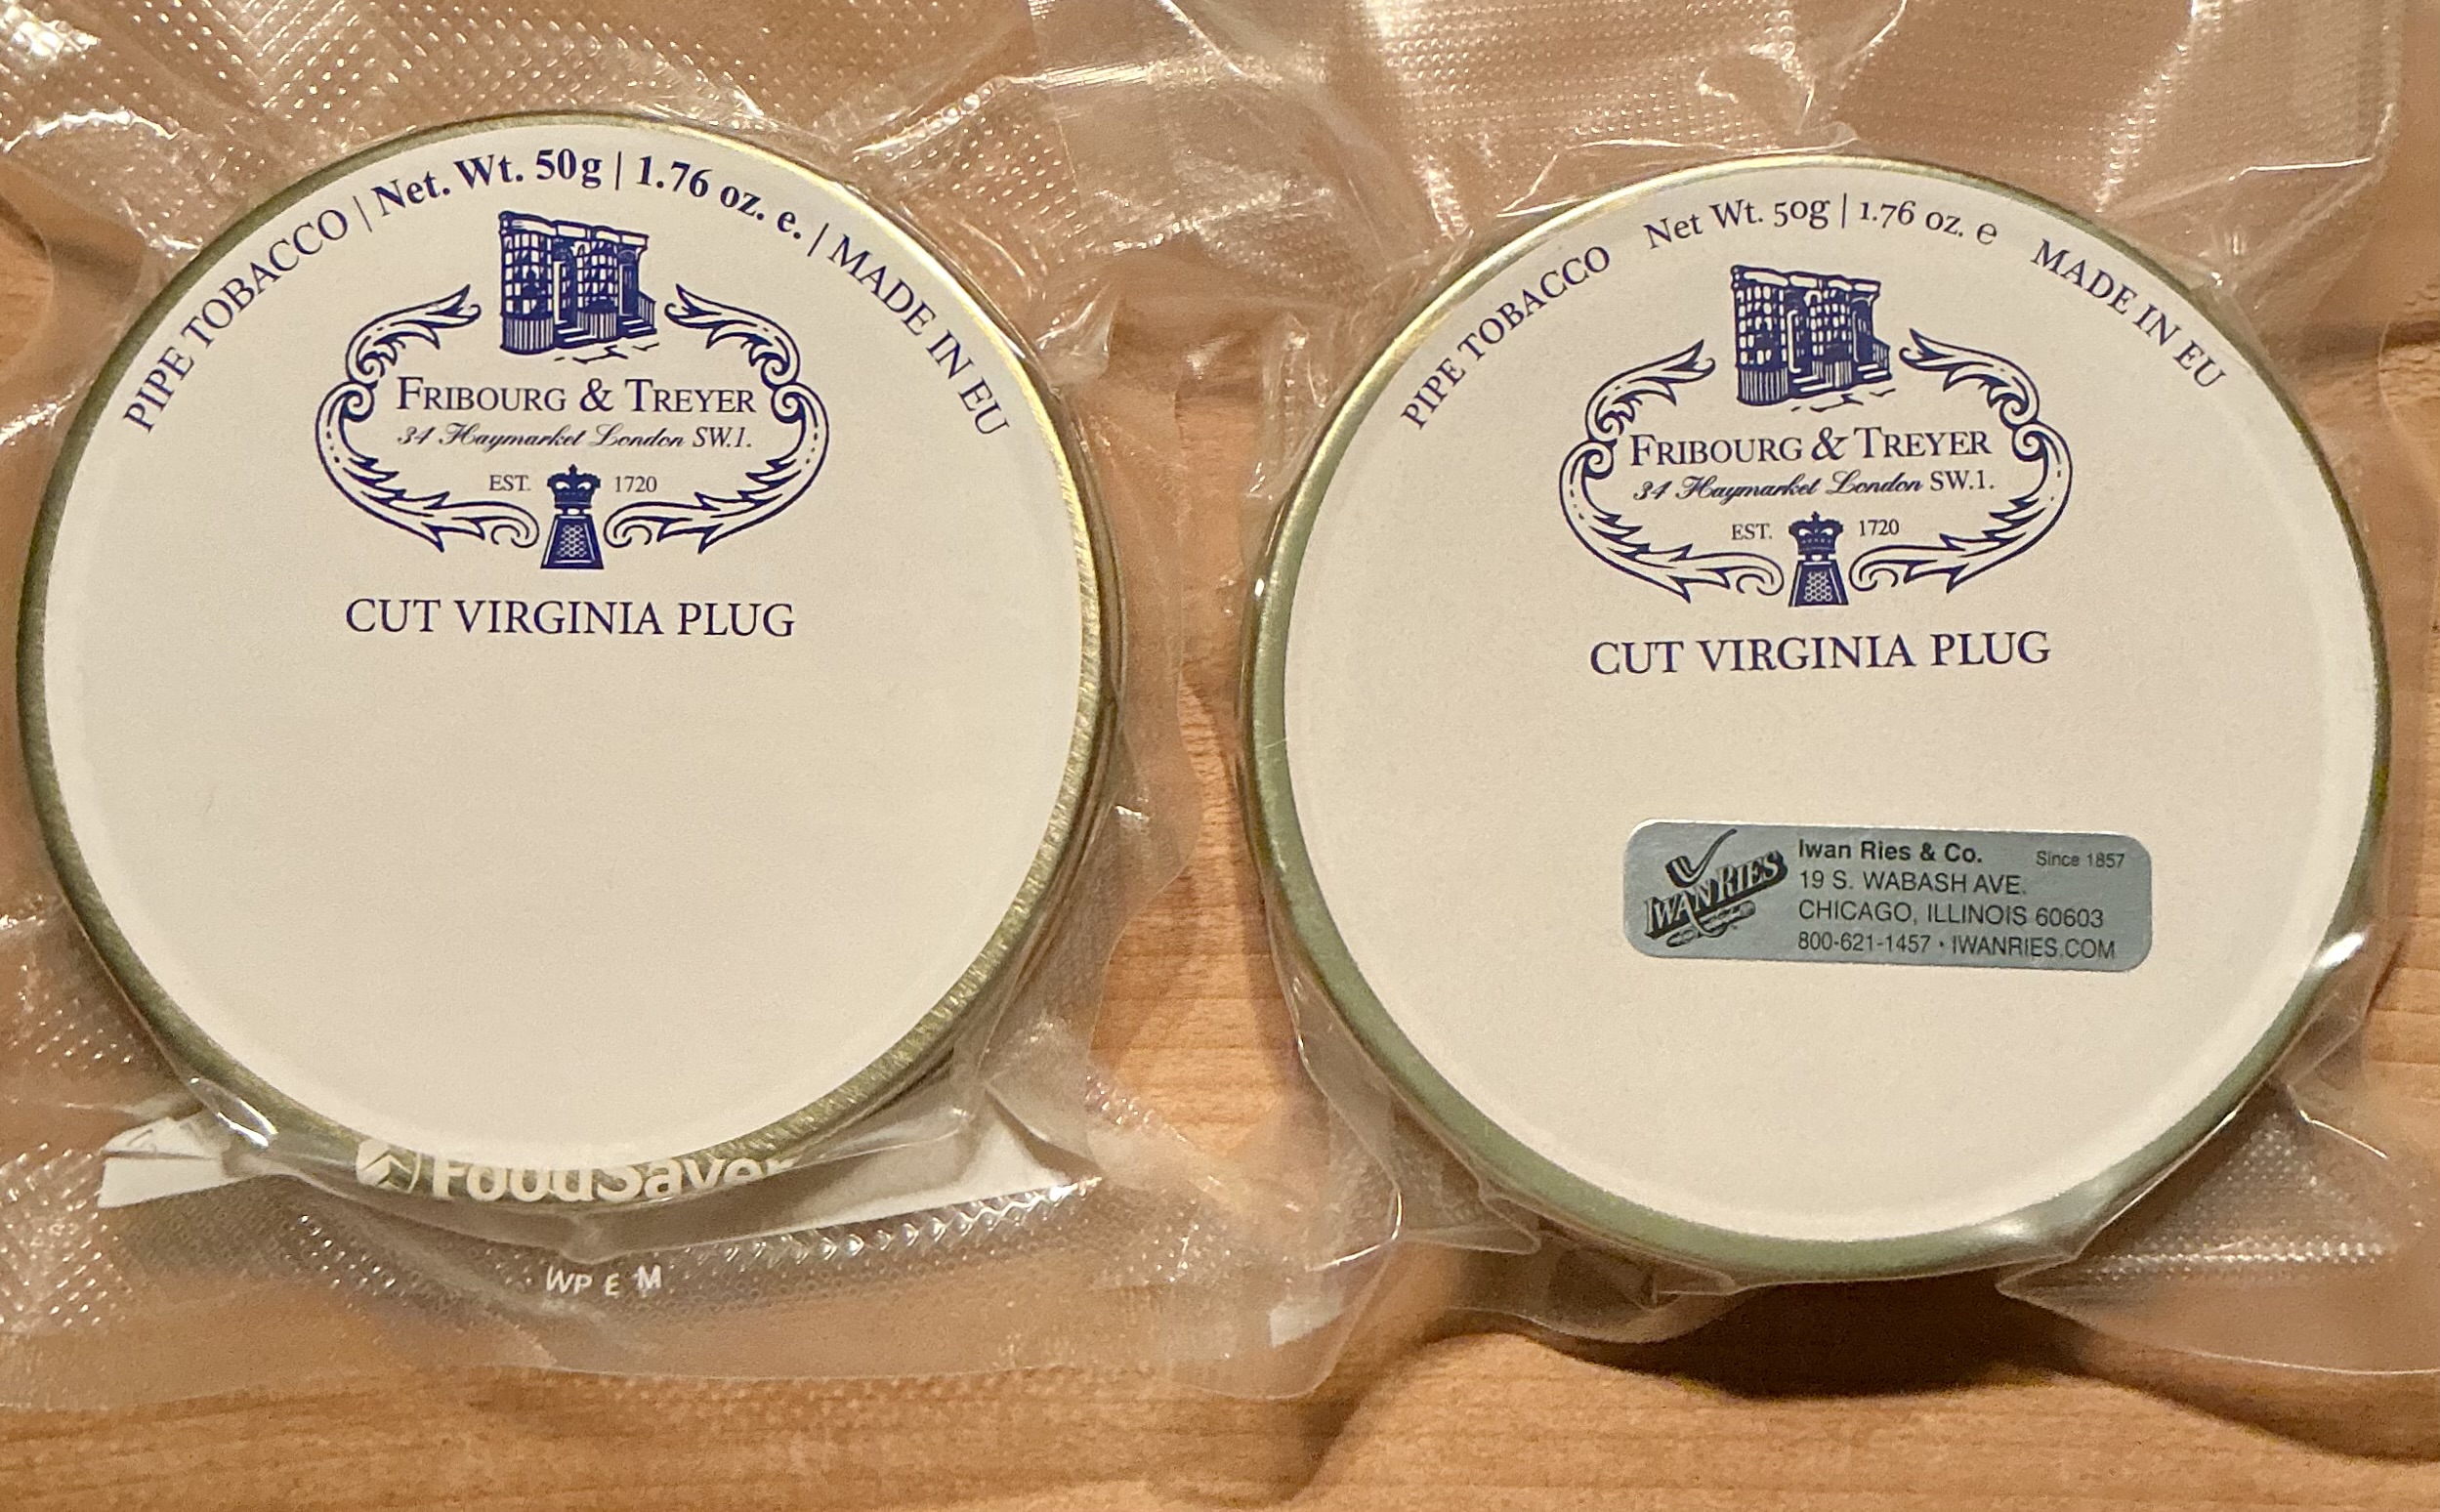 PIPE TOBACCO | Net. Wt. 50g | 1.76 oz. e. | MADE IN EU
FRIBOURG & TREYER
34 Haymarket London SW.1.
EST. 1720
CUT VIRGINIA PLUG
FoodSaver
WP E M
PIPE TOBACCO Net Wt. 50g | 1.76 oz. e MADE IN EU
FRIBOURG & TREYER
34 Haymarket London SW.1.
EST. 1720
CUT VIRGINIA PLUG
IWAN RIES
Iwan Ries & Co. Since 1857
19 S. WABASH AVE.
CHICAGO, ILLINOIS 60603
800-621-1457 • IWANRIES.COM